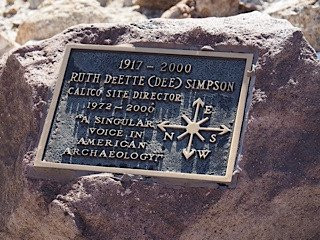 1917 - 2000
RUTH DeETTE (DEE) SIMPSON
CALICO SITE DIRECTOR
1972 - 2000
"A SINGULAR
VOICE IN
AMERICAN
ARCHAEOLOGY!"
E
N S
W